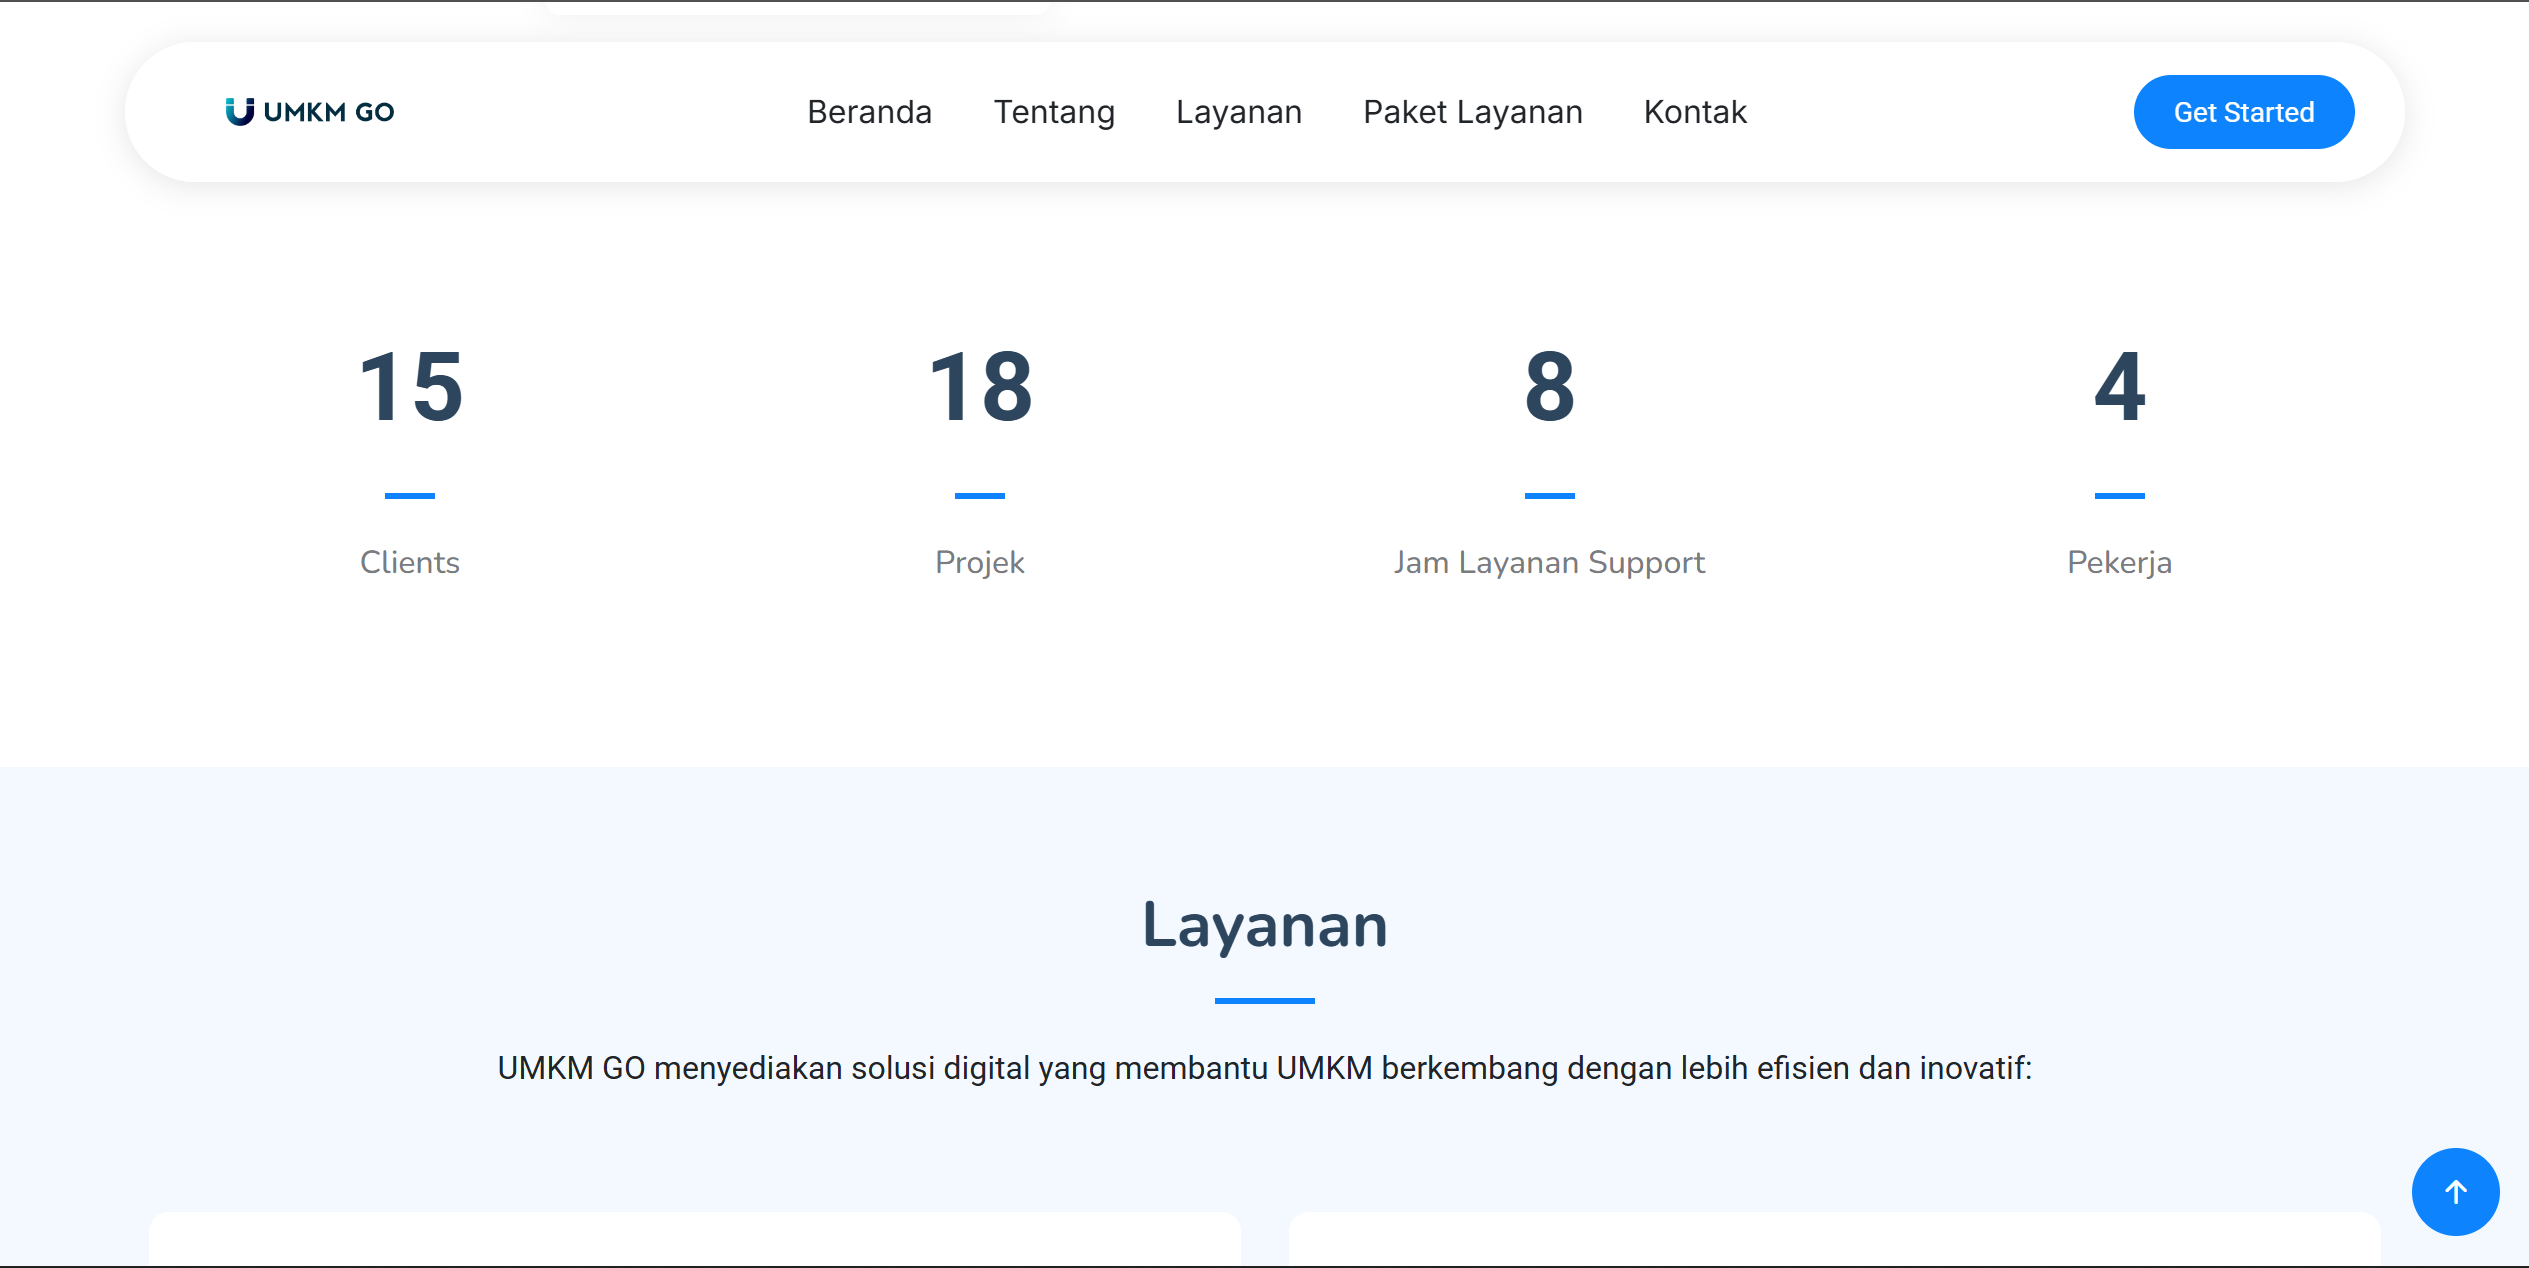 UMKM GO
Beranda Tentang Layanan Paket Layanan Kontak
Get Started
15 18 8 4
Clients Projek Jam Layanan Support Pekerja
Layanan
UMKM GO menyediakan solusi digital yang membantu UMKM berkembang dengan lebih efisien dan inovatif: